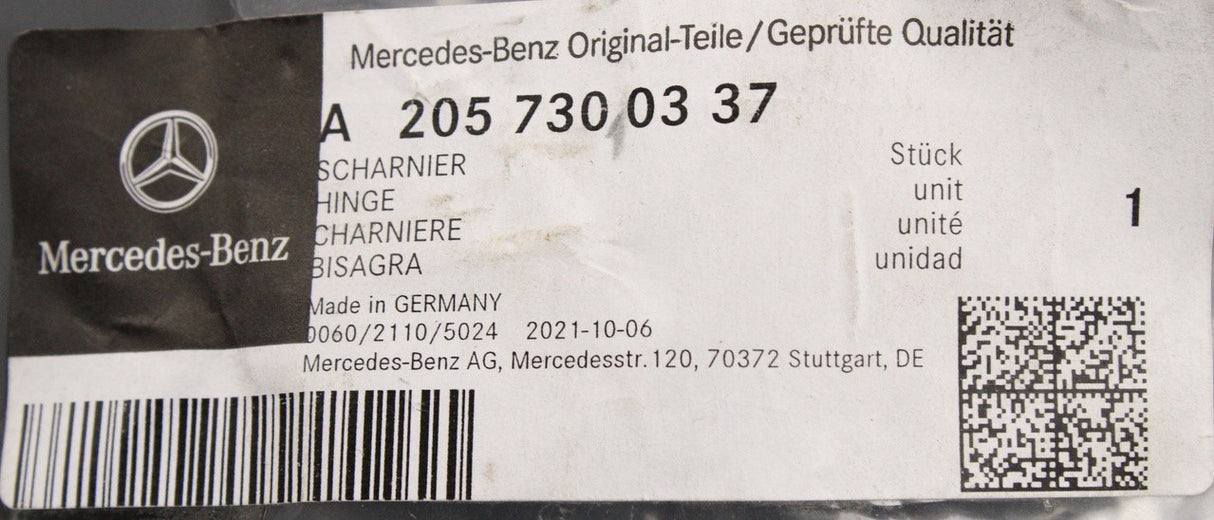 Mercedes-Benz Original-Teile/Geprüfte Qualität
A 205 730 03 37
SCHARNIER
HINGE
CHARNIERE
BISAGRA
Stück
unit
unité
unidad
1
Mercedes-Benz
Made in GERMANY
0060/2110/5024 2021-10-06
Mercedes-Benz AG, Mercedesstr. 120, 70372 Stuttgart, DE